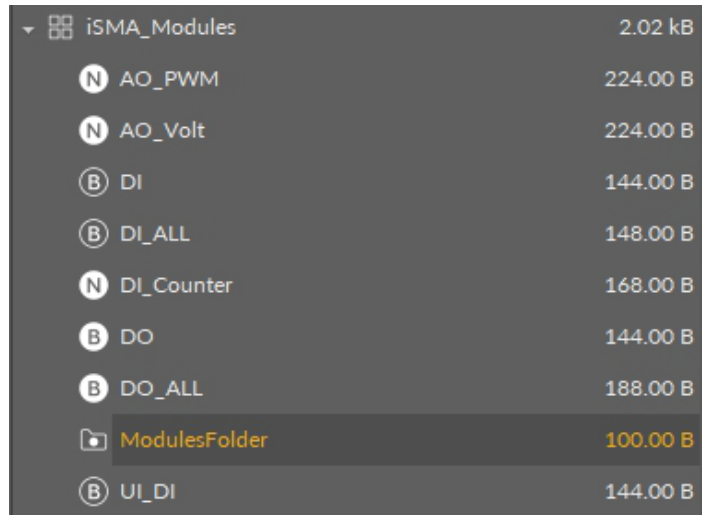 iSMA_Modules 2.02 kB
N AO_PWM 224.00 B
N AO_Volt 224.00 B
B DI 144.00 B
B DI_ALL 148.00 B
N DI_Counter 168.00 B
B DO 144.00 B
B DO_ALL 188.00 B
ModulesFolder 100.00 B
B UI_DI 144.00 B